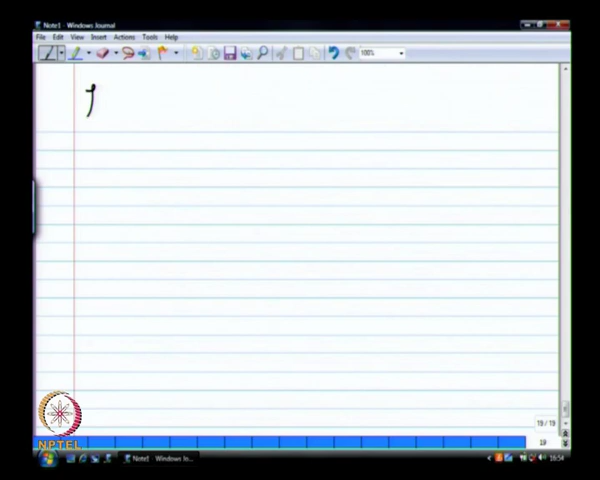 Note1 - Windows Journal
File Edit View Insert Actions Tools Help
100%
19 / 19
19
NPTEL
Note1 - Windows Jo...
16:54